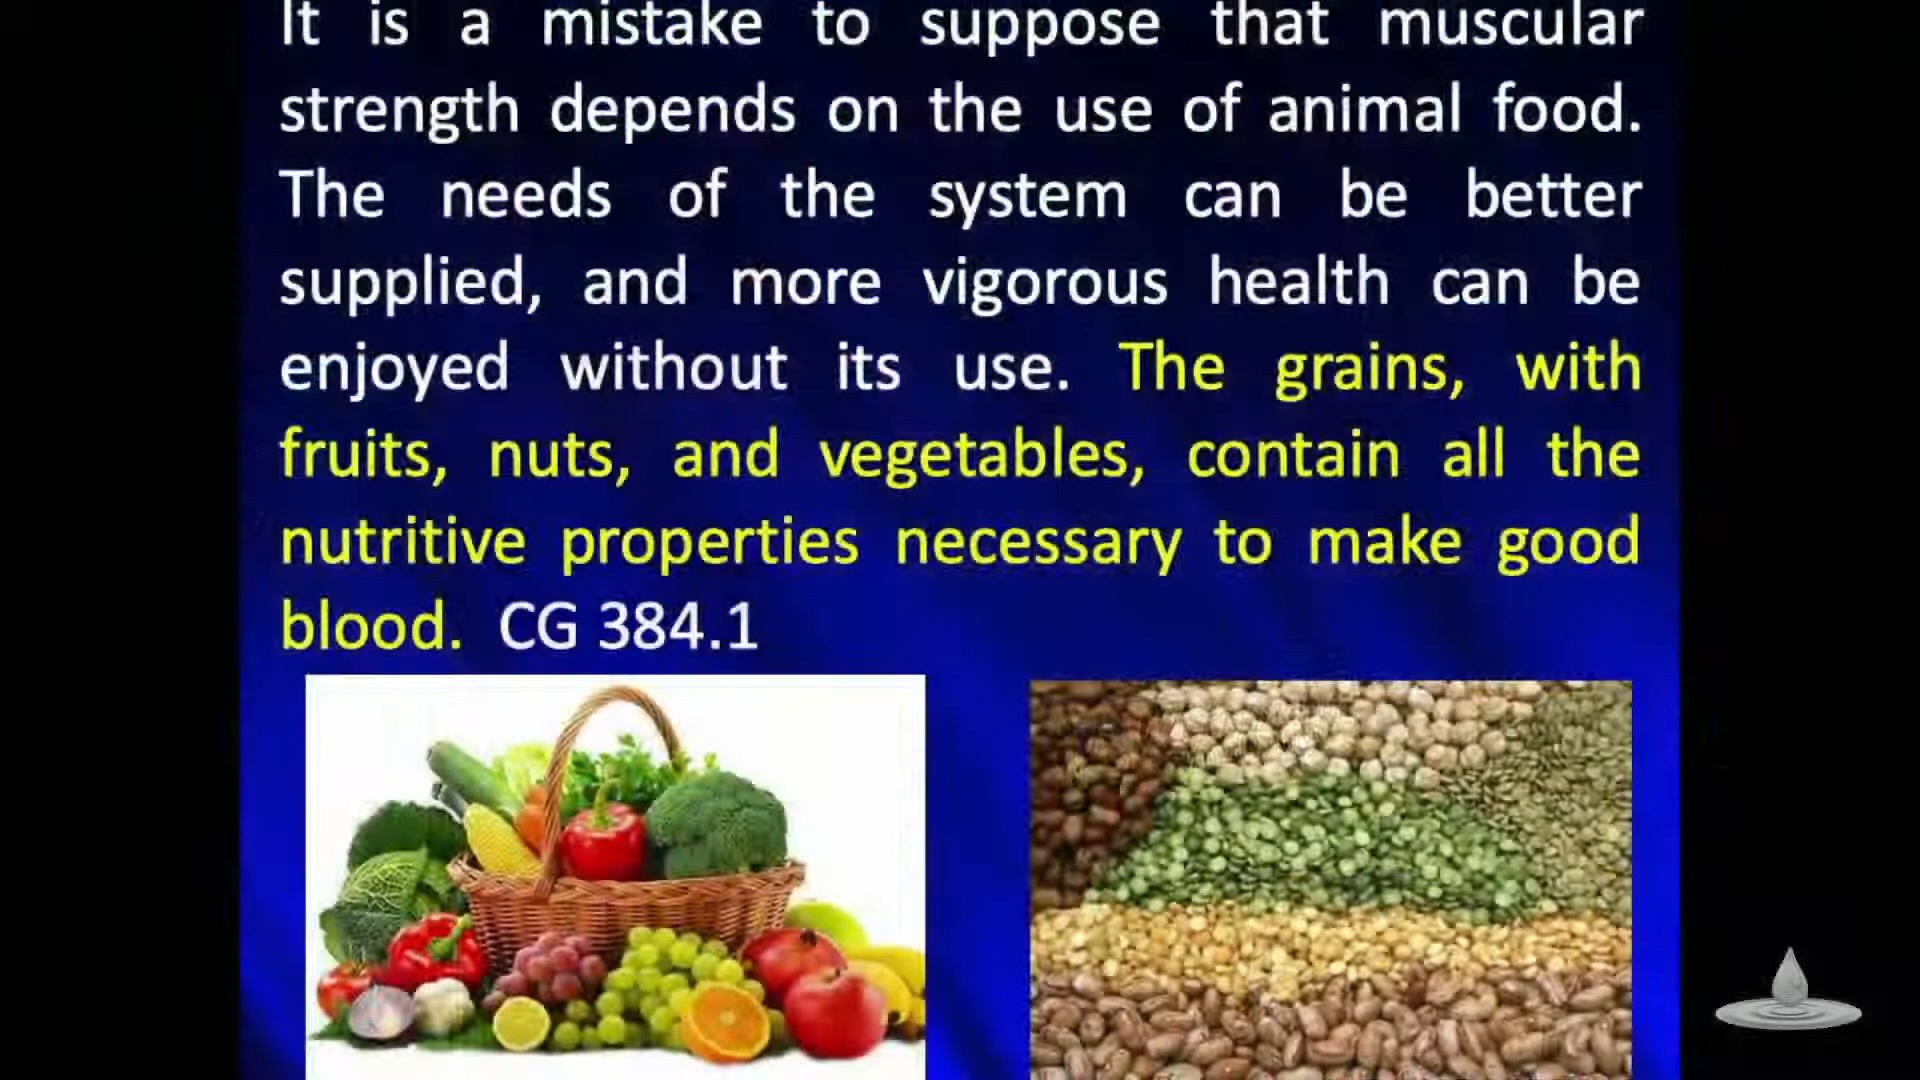 It is a mistake to suppose that muscular
strength depends on the use of animal food.
The needs of the system can be better
supplied, and more vigorous health can be
enjoyed without its use. The grains, with
fruits, nuts, and vegetables, contain all the
nutritive properties necessary to make good
blood. CG 384.1